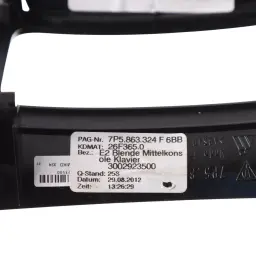 PAG-Nr. 7P5.863.324 F 6BB
KDMAT: 26F365.0
Bez.: E2 Blende Mittelkons
ole Klavier
3002923500
Q-Stand: 25S
Datum: 29.08.2012
Zeit: 13:26:29